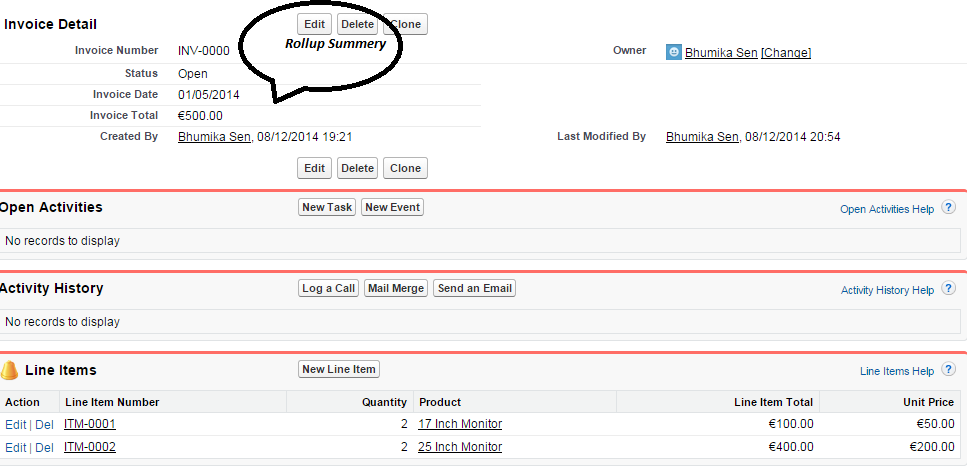 Invoice Detail Edit Delete Clone
Rollup Summery
Invoice Number INV-0000 Owner Bhumika Sen [Change]
Status Open
Invoice Date 01/05/2014
Invoice Total €500.00
Created By Bhumika Sen, 08/12/2014 19:21 Last Modified By Bhumika Sen, 08/12/2014 20:54
Edit Delete Clone
Open Activities New Task New Event Open Activities Help ?
No records to display
Activity History Log a Call Mail Merge Send an Email Activity History Help ?
No records to display
Line Items New Line Item Line Items Help ?
Action Line Item Number Quantity Product Line Item Total Unit Price
Edit | Del ITM-0001 2 17 Inch Monitor €100.00 €50.00
Edit | Del ITM-0002 2 25 Inch Monitor €400.00 €200.00